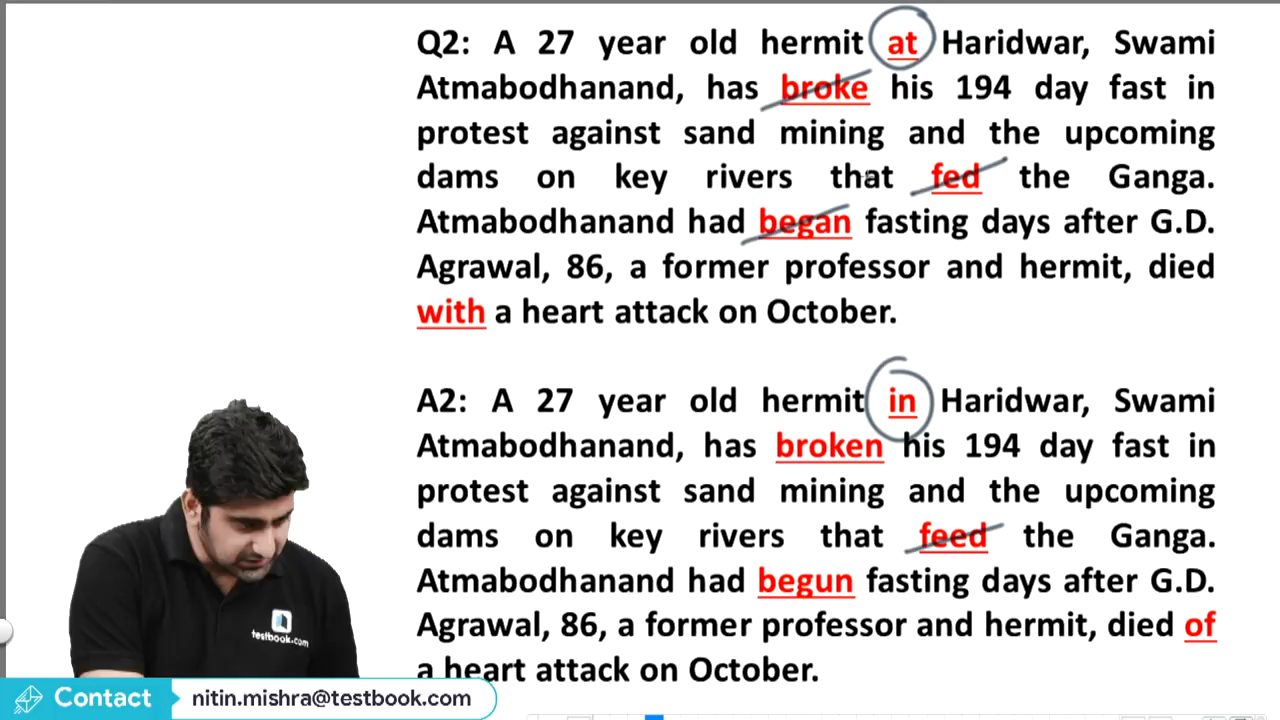 Q2: A 27 year old hermit at Haridwar, Swami
Atmabodhanand, has broke his 194 day fast in
protest against sand mining and the upcoming
dams on key rivers that fed the Ganga.
Atmabodhanand had began fasting days after G.D.
Agrawal, 86, a former professor and hermit, died
with a heart attack on October.
A2: A 27 year old hermit in Haridwar, Swami
Atmabodhanand, has broken his 194 day fast in
protest against sand mining and the upcoming
dams on key rivers that feed the Ganga.
Atmabodhanand had begun fasting days after G.D.
Agrawal, 86, a former professor and hermit, died of
a heart attack on October.
testbook.com
Contact nitin.mishra@testbook.com